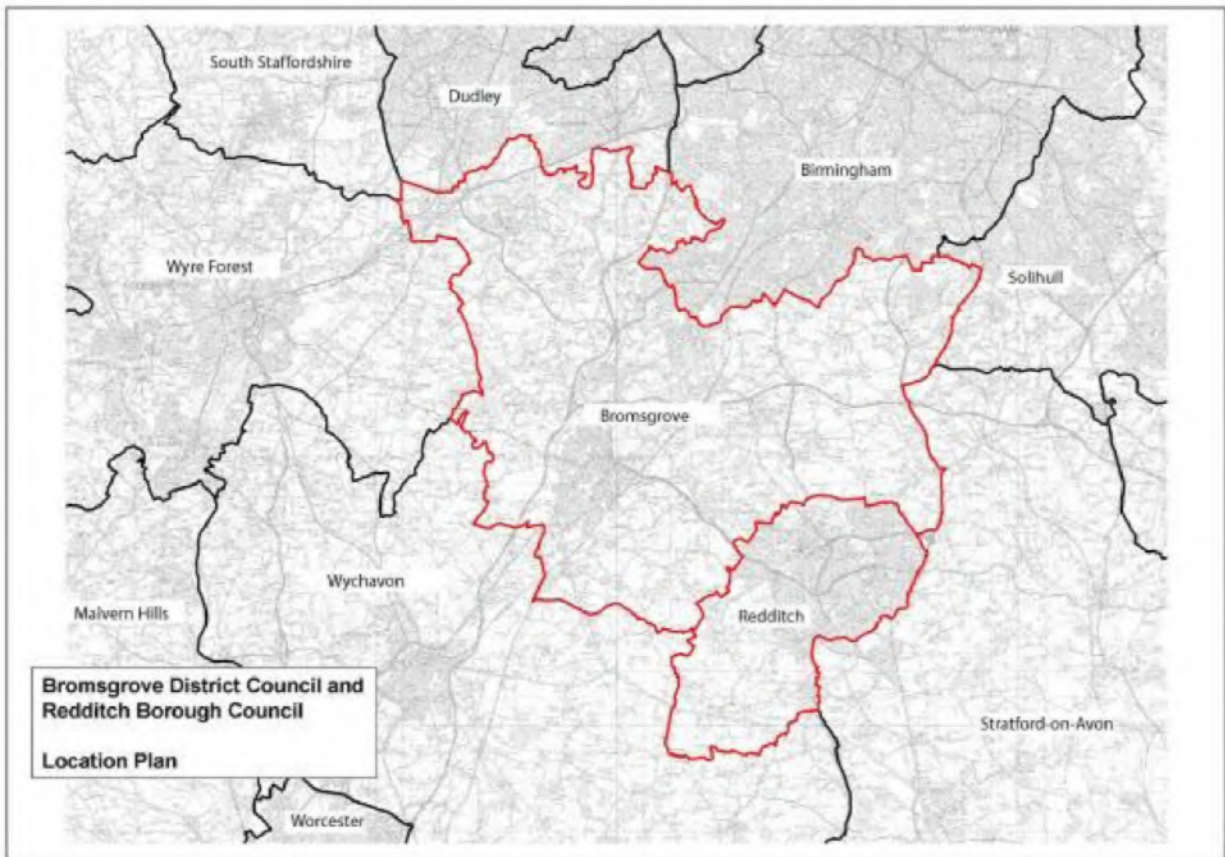 South Staffordshire
Dudley
Birmingham
Wyre Forest
Solihull
Bromsgrove
Wychavon
Malvern Hills
Redditch
Bromsgrove District Council and
Redditch Borough Council
Location Plan
Stratford-on-Avon
Worcester